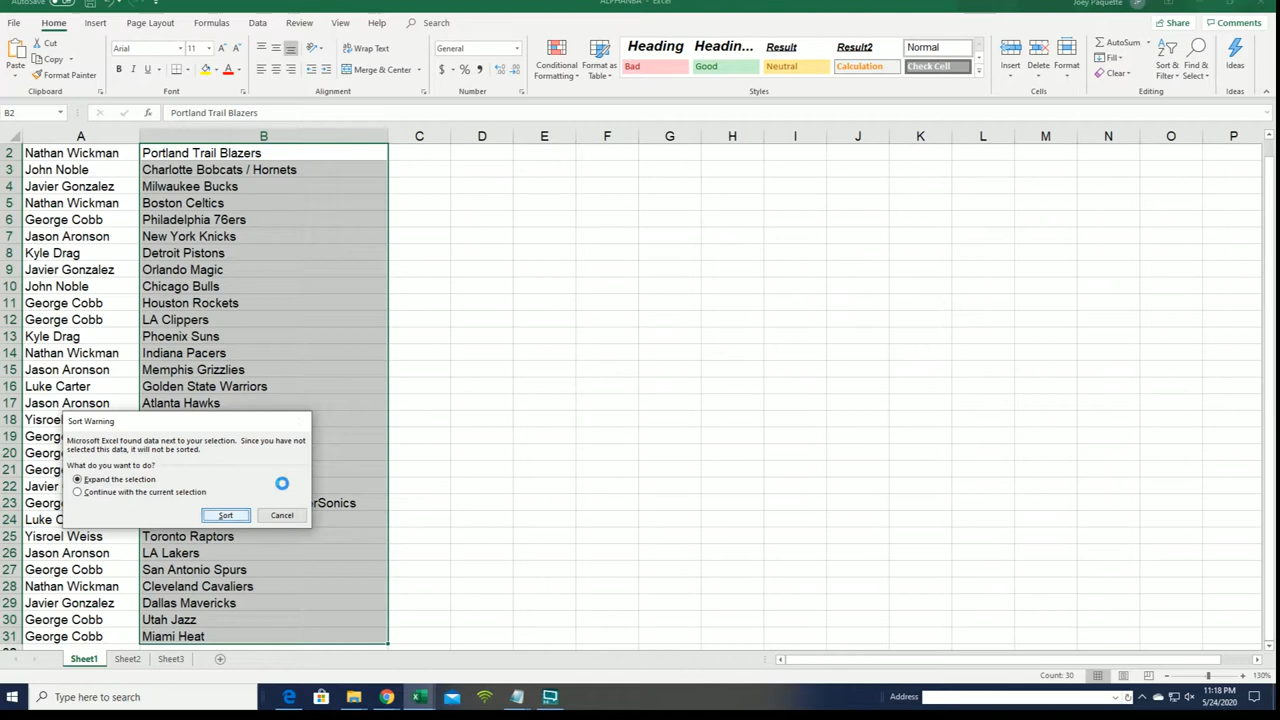 AutoSave Off
ALPHANBA - Excel
Joey Paquette JP
File Home Insert Page Layout Formulas Data Review View Help Search Share Comments
Cut
Copy
Format Painter
Paste
Clipboard
Arial 11
B I U
Font
Wrap Text
Merge & Center
Alignment
General
$ % ,
Number
Conditional Formatting
Format as Table
Heading Headin... Result Result2 Normal
Bad Good Neutral Calculation Check Cell
Styles
Insert Delete Format
Cells
AutoSum
Fill
Clear
Sort & Filter
Find & Select
Editing
Ideas
Ideas
B2 fx Portland Trail Blazers
A B C D E F G H I J K L M N O P
2 Nathan Wickman Portland Trail Blazers
3 John Noble Charlotte Bobcats / Hornets
4 Javier Gonzalez Milwaukee Bucks
5 Nathan Wickman Boston Celtics
6 George Cobb Philadelphia 76ers
7 Jason Aronson New York Knicks
8 Kyle Drag Detroit Pistons
9 Javier Gonzalez Orlando Magic
10 John Noble Chicago Bulls
11 George Cobb Houston Rockets
12 George Cobb LA Clippers
13 Kyle Drag Phoenix Suns
14 Nathan Wickman Indiana Pacers
15 Jason Aronson Memphis Grizzlies
16 Luke Carter Golden State Warriors
17 Jason Aronson Atlanta Hawks
18 Yisroel
19 Georg
20 Georg
21 Georg
22 Javier
23 Georg erSonics
24 Luke C
25 Yisroel Weiss Toronto Raptors
26 Jason Aronson LA Lakers
27 George Cobb San Antonio Spurs
28 Nathan Wickman Cleveland Cavaliers
29 Javier Gonzalez Dallas Mavericks
30 George Cobb Utah Jazz
31 George Cobb Miami Heat
Sort Warning
Microsoft Excel found data next to your selection. Since you have not
selected this data, it will not be sorted.
What do you want to do?
Expand the selection
Continue with the current selection
Sort Cancel
Sheet1 Sheet2 Sheet3
Count: 30 130%
Type here to search
Address
11:18 PM
5/24/2020